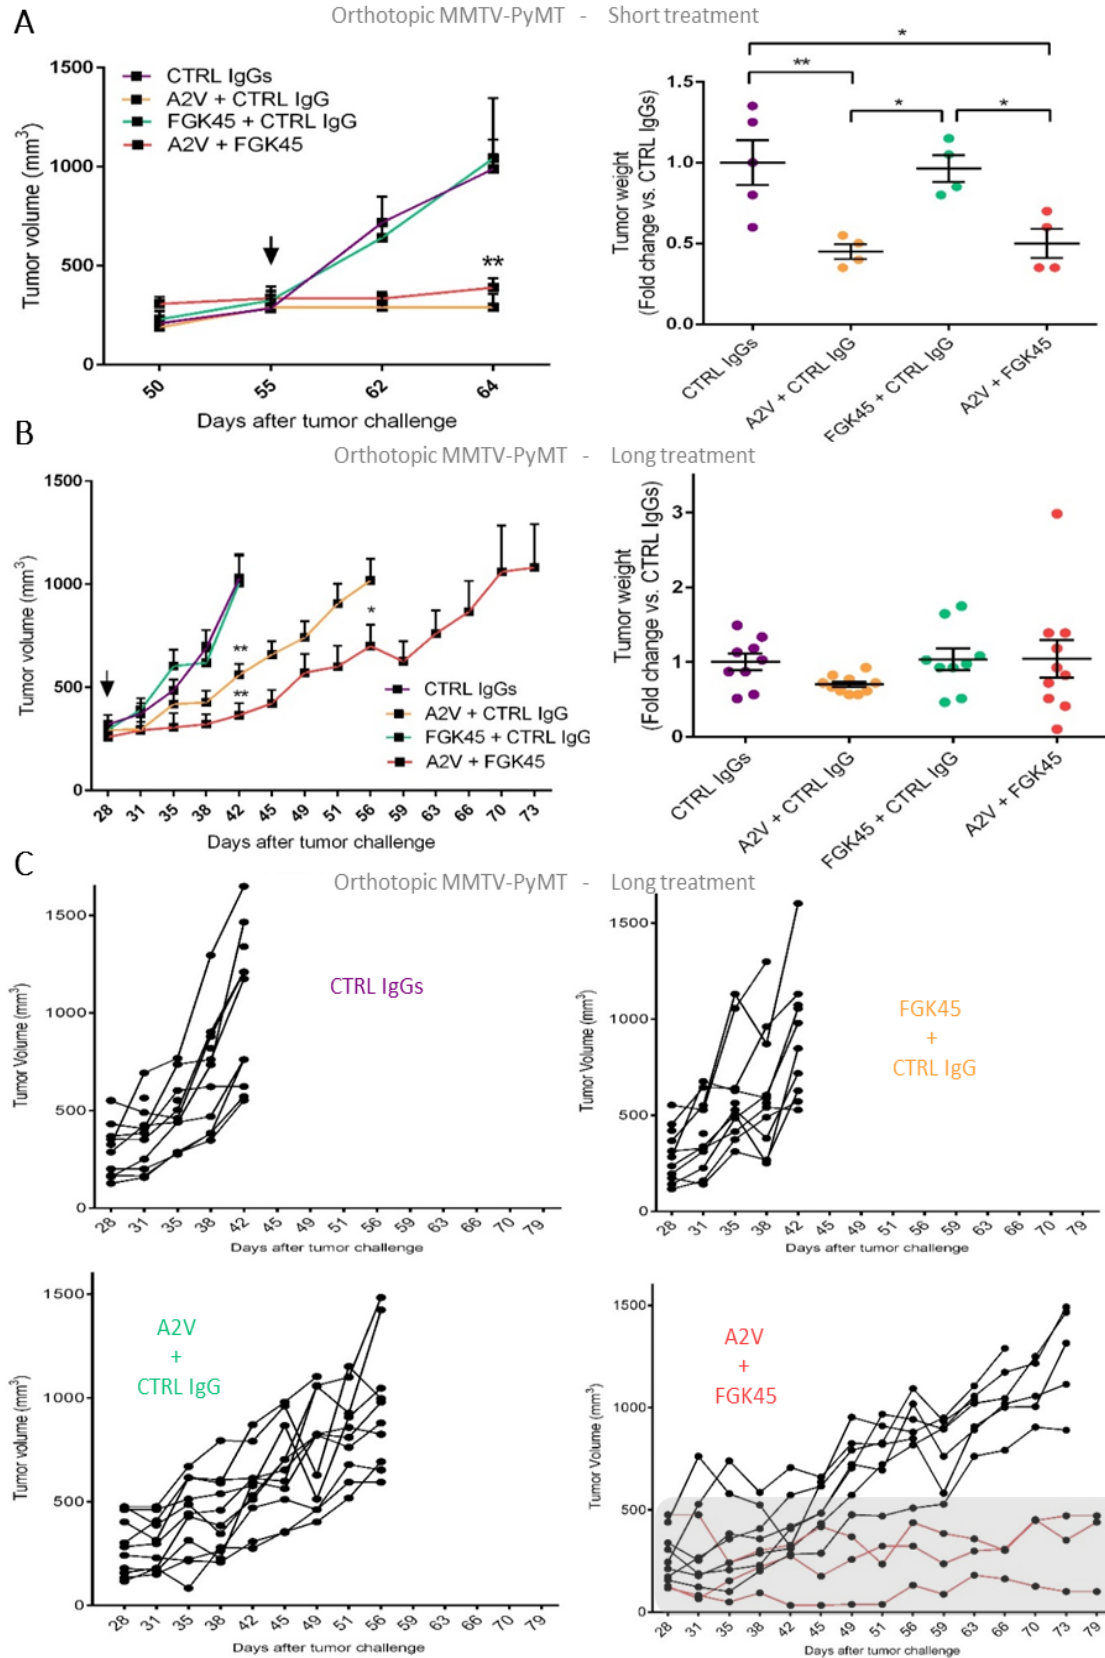 A
Orthotopic MMTV-PyMT - Short treatment
1500
1000
500
0
Tumor volume (mm³)
CTRL IgGs
A2V + CTRL IgG
FGK45 + CTRL IgG
A2V + FGK45
**
50 55 62 64
Days after tumor challenge
*
**
* *
1.5
1.0
0.5
0.0
Tumor weight
(Fold change vs. CTRL IgGs)
CTRL IgGs
A2V + CTRL IgG
FGK45 + CTRL IgG
A2V + FGK45
B
Orthotopic MMTV-PyMT - Long treatment
1500
1000
500
0
Tumor volume (mm³)
**
**
*
CTRL IgGs
A2V + CTRL IgG
FGK45 + CTRL IgG
A2V + FGK45
28 31 35 38 42 45 49 51 56 59 63 66 70 73
Days after tumor challenge
3
2
1
0
Tumor weight
(Fold change vs. CTRL IgGs)
CTRL IgGs
A2V + CTRL IgG
FGK45 + CTRL IgG
A2V + FGK45
C
Orthotopic MMTV-PyMT - Long treatment
1500
1000
500
0
Tumor Volume (mm³)
CTRL IgGs
28 31 35 38 42 45 49 51 56 59 63 66 70 79
Days after tumor challenge
1500
1000
500
0
Tumor Volume (mm³)
FGK45
+
CTRL IgG
28 31 35 38 42 45 49 51 56 59 63 66 70 79
Days after tumor challenge
1500
1000
500
0
Tumor volume (mm³)
A2V
+
CTRL IgG
28 31 35 38 42 45 49 51 56 59 63 66 70 79
Days after tumor challenge
1500
1000
500
0
Tumor Volume (mm³)
A2V
+
FGK45
28 31 35 38 42 45 49 51 56 59 63 66 70 73 79
Days after tumor challenge